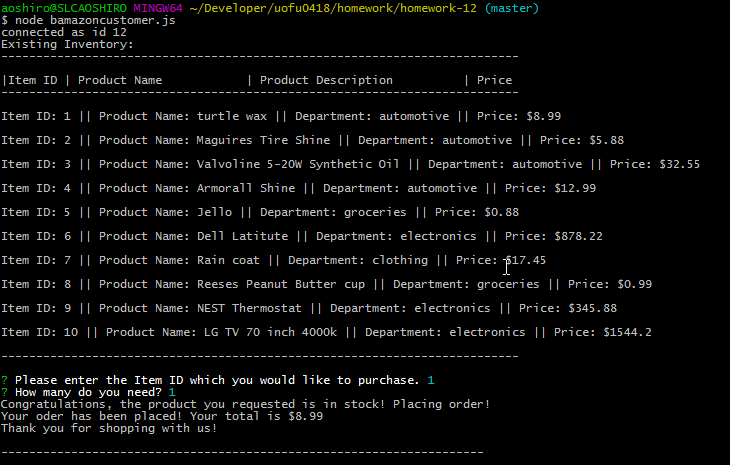 aoshiro@SLCAOSHIRO MINGW64 ~/Developer/uofu0418/homework/homework-12 (master)
$ node bamazoncustomer.js
connected as id 12
Existing Inventory:
--------------------------------------------------------------------------
|Item ID | Product Name            | Product Description          | Price
--------------------------------------------------------------------------
Item ID: 1 || Product Name: turtle wax || Department: automotive || Price: $8.99
Item ID: 2 || Product Name: Maguires Tire Shine || Department: automotive || Price: $5.88
Item ID: 3 || Product Name: Valvoline 5-20W Synthetic Oil || Department: automotive || Price: $32.55
Item ID: 4 || Product Name: Armorall Shine || Department: automotive || Price: $12.99
Item ID: 5 || Product Name: Jello || Department: groceries || Price: $0.88
Item ID: 6 || Product Name: Dell Latitute || Department: electronics || Price: $878.22
Item ID: 7 || Product Name: Rain coat || Department: clothing || Price: $17.45
Item ID: 8 || Product Name: Reeses Peanut Butter cup || Department: groceries || Price: $0.99
Item ID: 9 || Product Name: NEST Thermostat || Department: electronics || Price: $345.88
Item ID: 10 || Product Name: LG TV 70 inch 4000k || Department: electronics || Price: $1544.2
--------------------------------------------------------------------------
? Please enter the Item ID which you would like to purchase. 1
? How many do you need? 1
Congratulations, the product you requested is in stock! Placing order!
Your oder has been placed! Your total is $8.99
Thank you for shopping with us!
---------------------------------------------------------------------